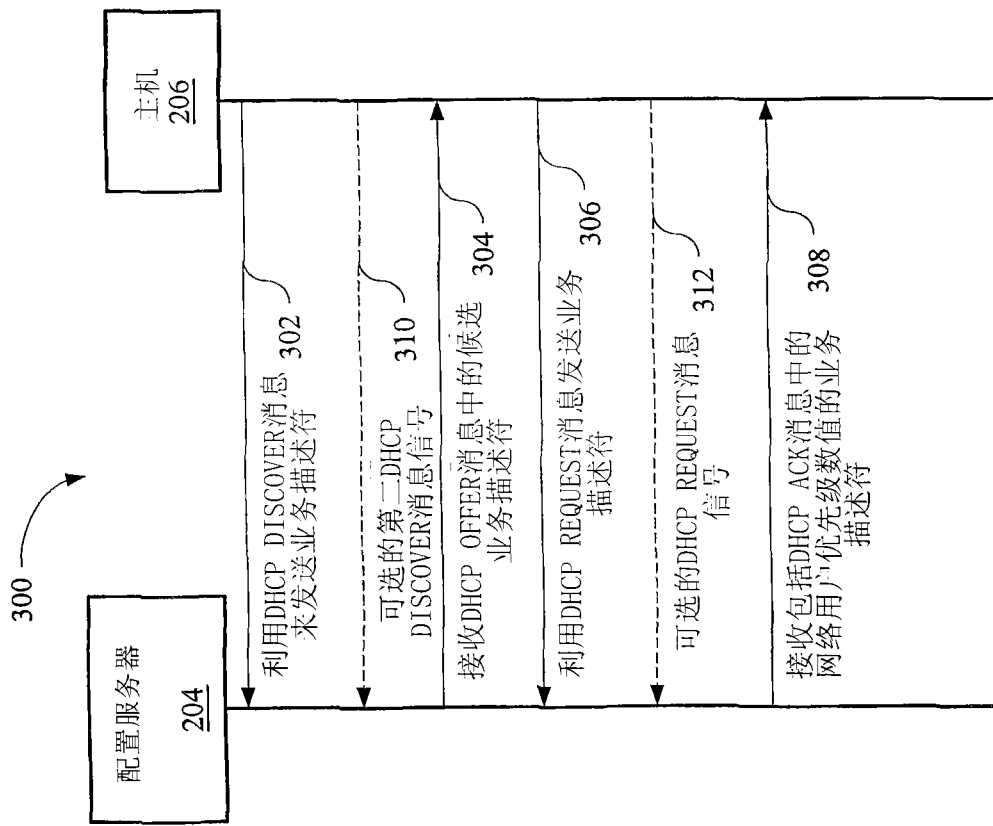 300
配置服务器
204
主机
206
利用DHCP DISCOVER消息
来发送业务描述符
302
可选的第二DHCP
DISCOVER消息信号
310
接收DHCP OFFER消息中的候选
业务描述符
304
利用DHCP REQUEST消息发送业务
描述符
306
可选的DHCP REQUEST消息
信号
312
接收包括DHCP ACK消息中的
网络用户优先级数值的业务
描述符
308